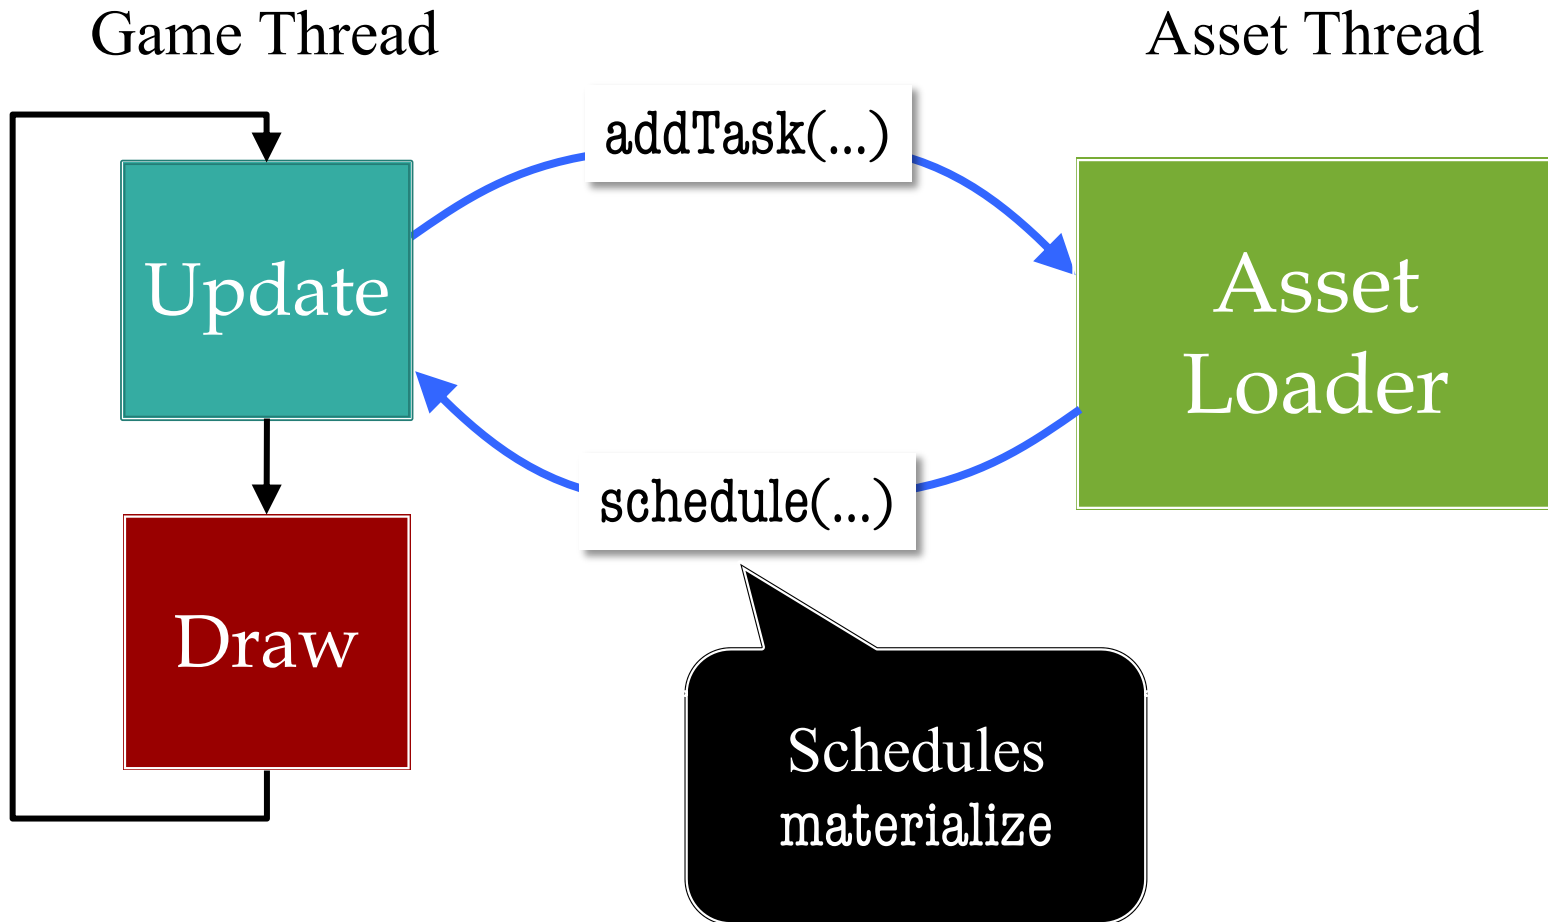 Game Thread
Asset Thread
addTask(...)
Update
Asset
Loader
schedule(...)
Draw
Schedules
materialize